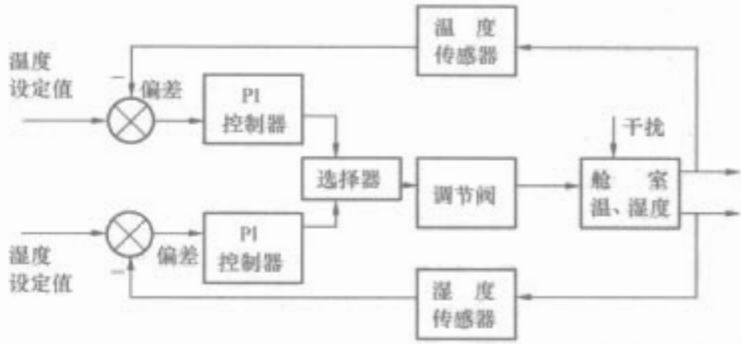 温 度
传感器
温度
设定值
偏差
PI
控制器
干扰
选择器
调节阀
舱 室
温、湿度
湿度
设定值
偏差
PI
控制器
湿 度
传感器